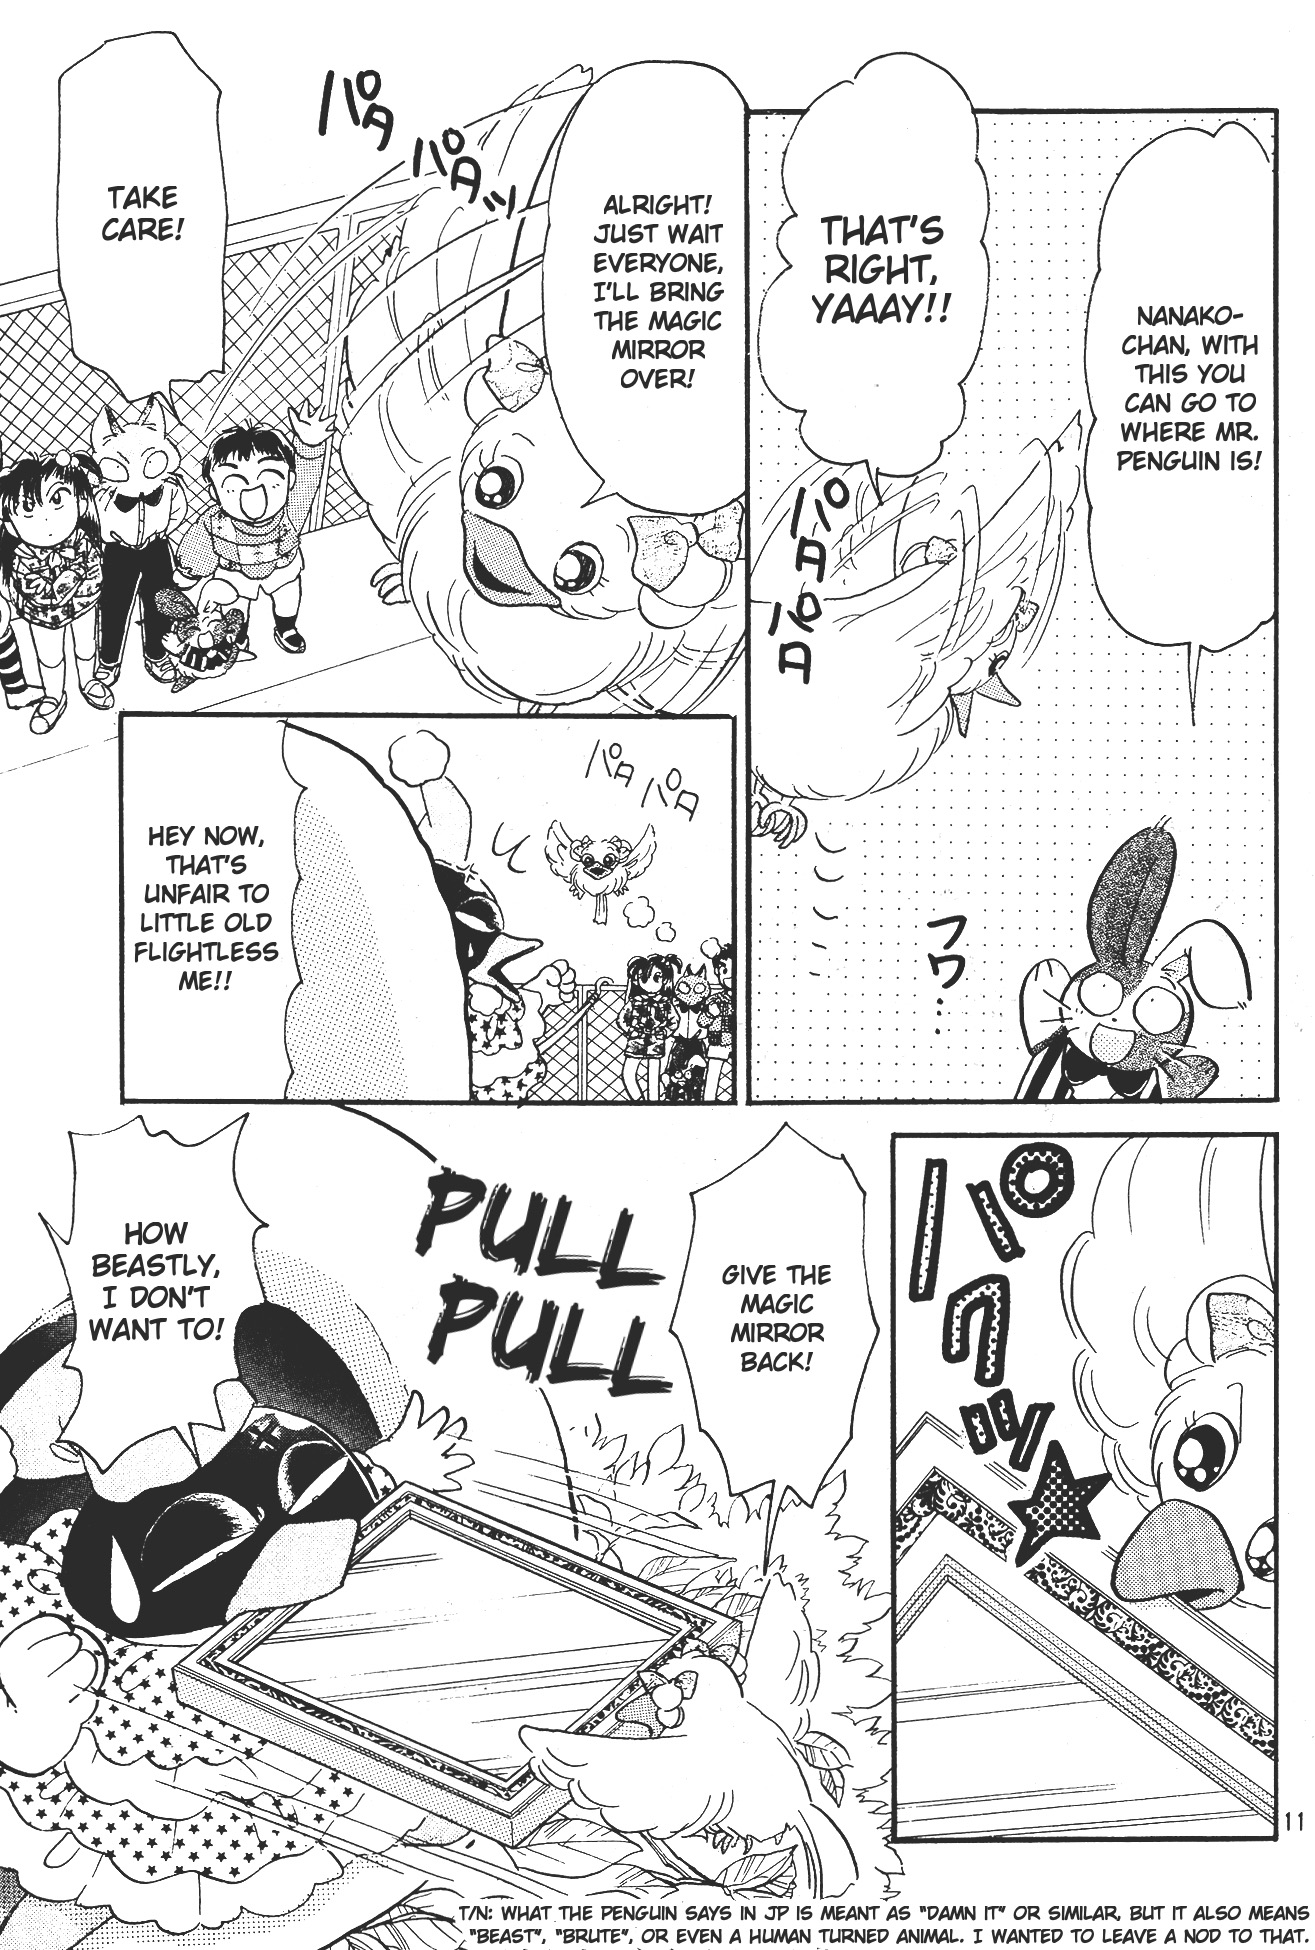 NANAKO-
CHAN, WITH
THIS YOU
CAN GO TO
WHERE MR.
PENGUIN IS!
THAT'S
RIGHT,
YAAAY!!
パタ
パタ
フワ…
ALRIGHT!
JUST WAIT
EVERYONE,
I'LL BRING
THE MAGIC
MIRROR
OVER!
パタ
パタッ
TAKE
CARE!
パタ
パタ
HEY NOW,
THAT'S
UNFAIR TO
LITTLE OLD
FLIGHTLESS
ME!!
パクッ
GIVE THE
MAGIC
MIRROR
BACK!
PULL
PULL
HOW
BEASTLY,
I DON'T
WANT TO!
11
T/N: WHAT THE PENGUIN SAYS IN JP IS MEANT AS "DAMN IT" OR SIMILAR, BUT IT ALSO MEANS
"BEAST", "BRUTE", OR EVEN A HUMAN TURNED ANIMAL. I WANTED TO LEAVE A NOD TO THAT.